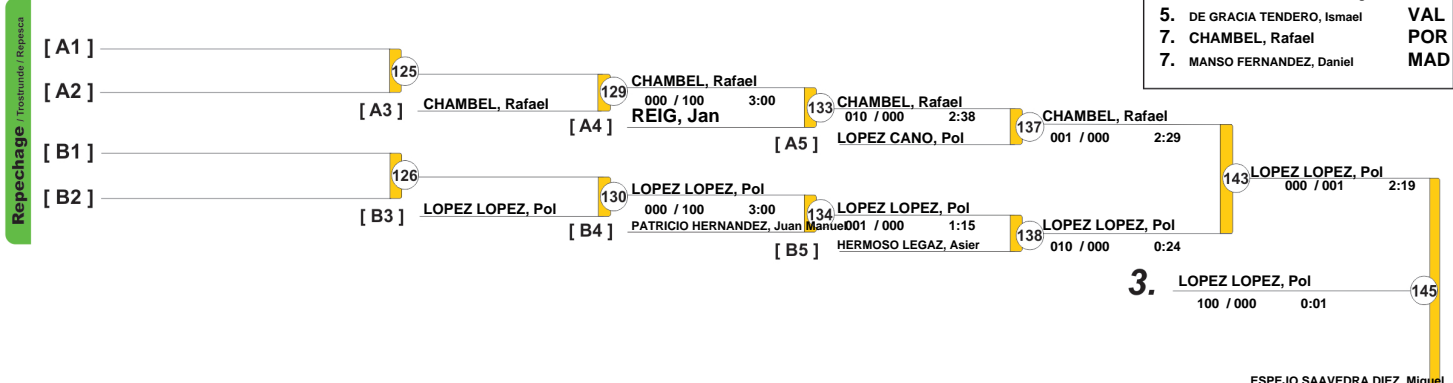 Repechage / Trostrunde / Repesca
5. DE GRACIA TENDERO, Ismael VAL
7. CHAMBEL, Rafael POR
7. MANSO FERNANDEZ, Daniel MAD
[ A1 ]
[ A2 ]
125
[ A3 ]
CHAMBEL, Rafael
129
[ A4 ]
CHAMBEL, Rafael
000 / 100 3:00
REIG, Jan
133
[ A5 ]
CHAMBEL, Rafael
010 / 000 2:38
LOPEZ CANO, Pol
137
CHAMBEL, Rafael
001 / 000 2:29
[ B1 ]
[ B2 ]
126
[ B3 ]
LOPEZ LOPEZ, Pol
130
[ B4 ]
LOPEZ LOPEZ, Pol
000 / 100 3:00
PATRICIO HERNANDEZ, Juan Manuel
134
[ B5 ]
LOPEZ LOPEZ, Pol
001 / 000 1:15
HERMOSO LEGAZ, Asier
138
LOPEZ LOPEZ, Pol
010 / 000 0:24
143
LOPEZ LOPEZ, Pol
000 / 001 2:19
3.
LOPEZ LOPEZ, Pol
100 / 000 0:01
145
ESPEJO SAAVEDRA DIEZ, Miguel